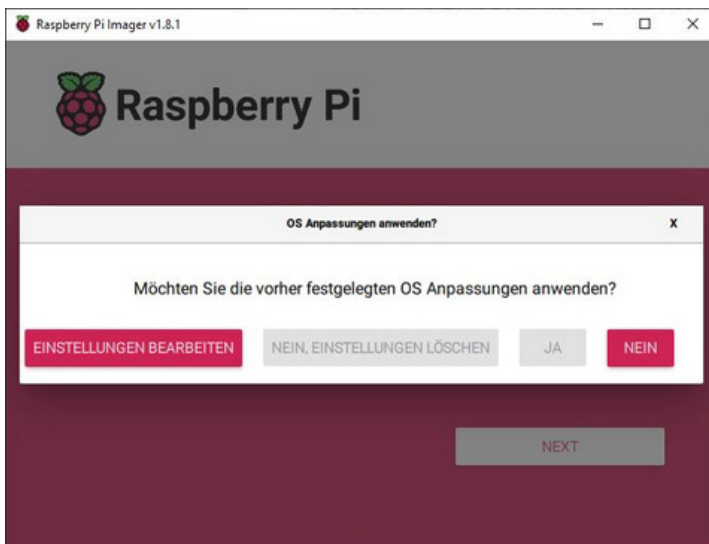 Raspberry Pi Imager v1.8.1
Raspberry Pi
OS Anpassungen anwenden?
X
Möchten Sie die vorher festgelegten OS Anpassungen anwenden?
EINSTELLUNGEN BEARBEITEN
NEIN, EINSTELLUNGEN LÖSCHEN
JA
NEIN
NEXT